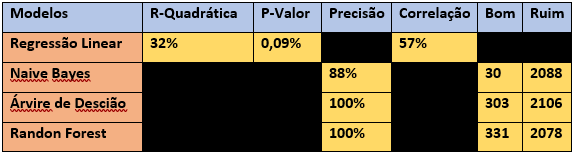 Modelos R-Quadrática P-Valor Precisão Correlação Bom Ruim
Regressão Linear 32% 0,09% 57%
Naive Bayes 88% 30 2088
Árvire de Descião 100% 303 2106
Randon Forest 100% 331 2078